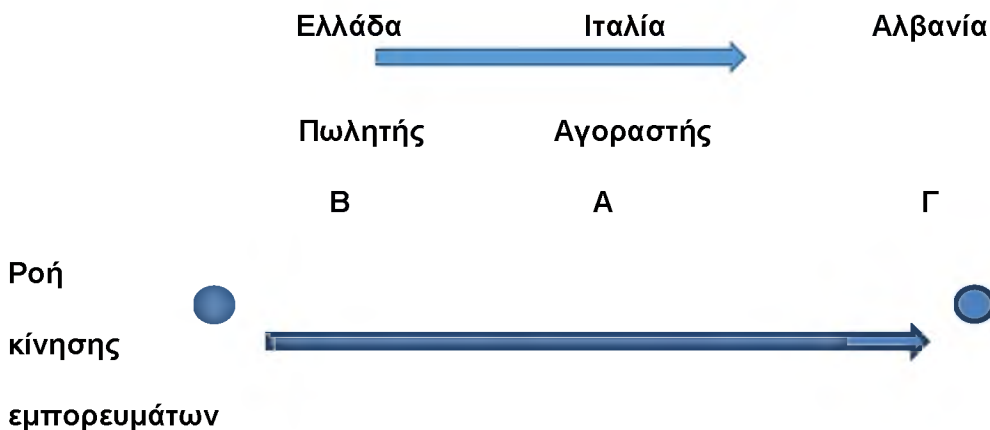 Ελλάδα Ιταλία Αλβανία
Πωλητής Αγοραστής
Β Α Γ
Ροή
κίνησης
εμπορευμάτων